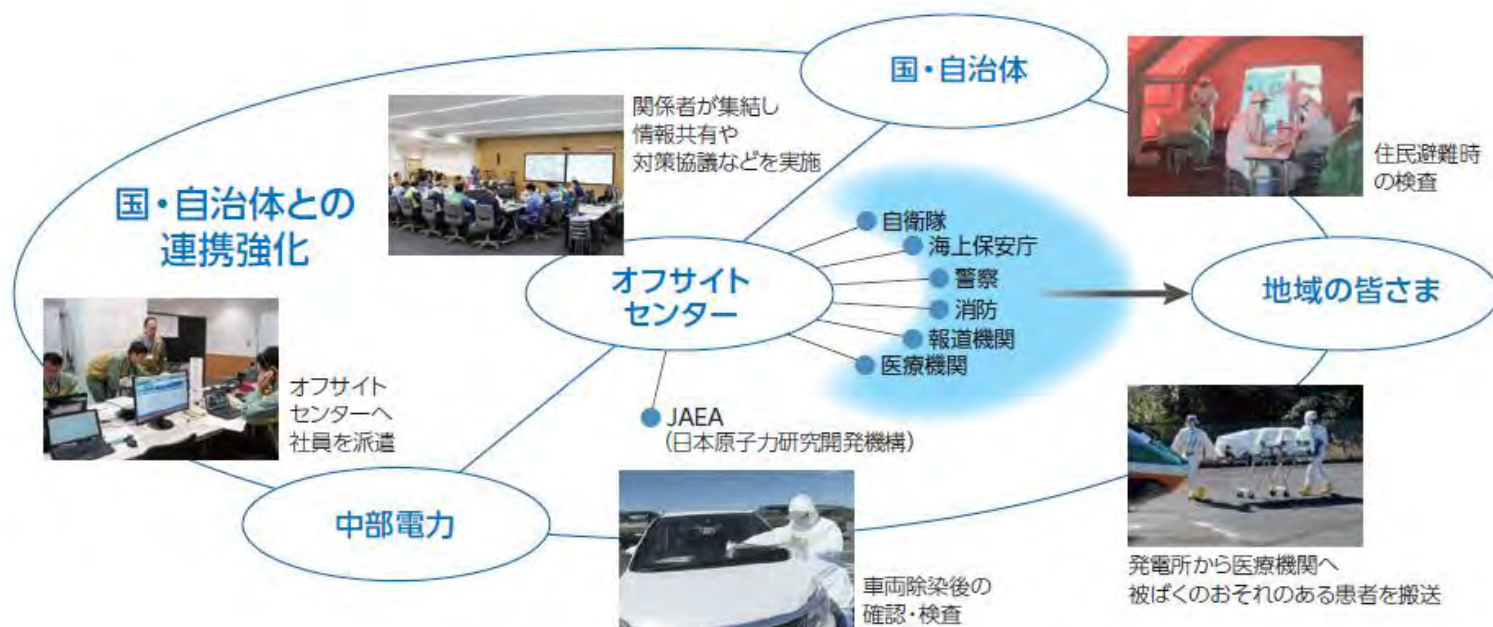 国・自治体
関係者が集結し
情報共有や
対策協議などを実施
住民避難時
の検査
国・自治体との
連携強化
自衛隊
海上保安庁
警察
消防
報道機関
医療機関
オフサイト
センター
地域の皆さま
オフサイト
センターへ
社員を派遣
JAEA
(日本原子力研究開発機構)
中部電力
車両除染後の
確認・検査
発電所から医療機関へ
被ばくのおそれのある患者を搬送